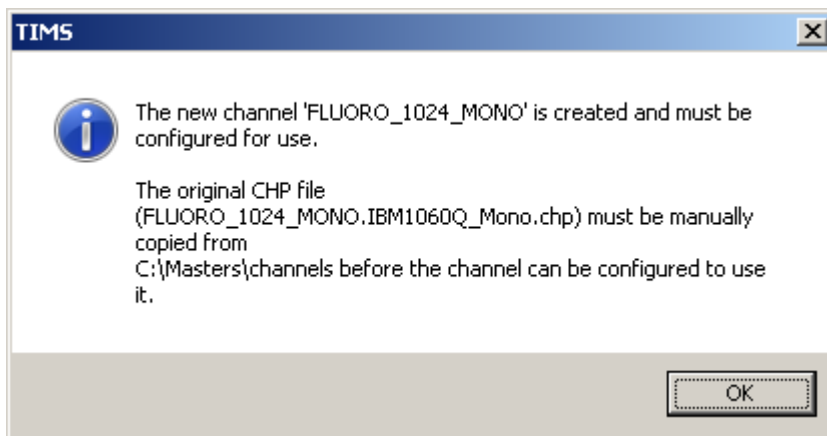 TIMS
The new channel 'FLUORO_1024_MONO' is created and must be
configured for use.
The original CHP file
(FLUORO_1024_MONO.IBM1060Q_Mono.chp) must be manually
copied from
C:\Masters\channels before the channel can be configured to use
it.
OK